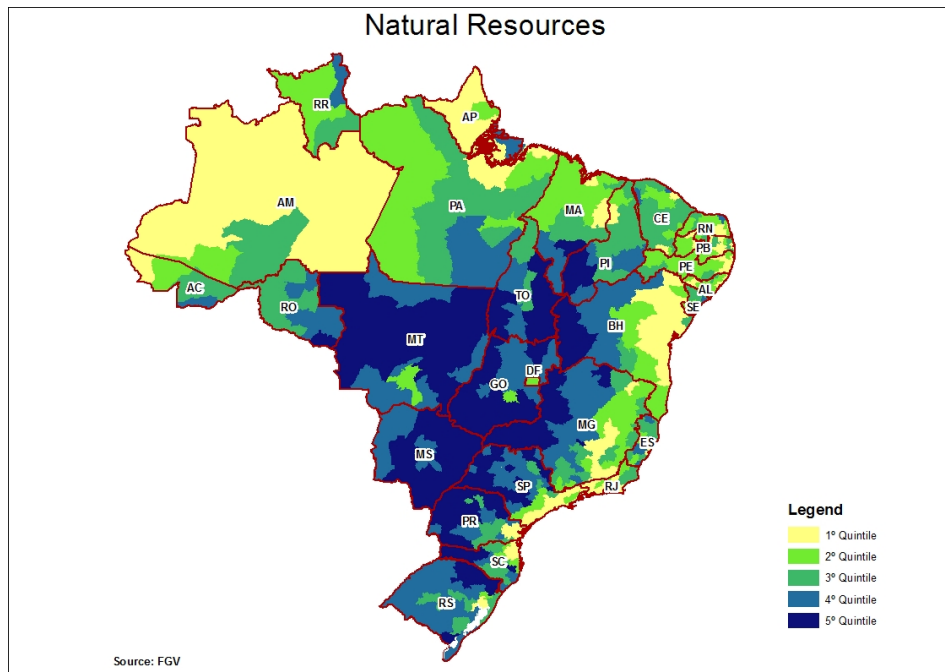 Natural Resources
RR
AP
AM
PA
MA
CE
RN
PB
PI
PE
AL
SE
AC
RO
TO
BH
MT
DF
GO
MG
ES
MS
SP
RJ
PR
SC
RS
Legend
1º Quintile
2º Quintile
3º Quintile
4º Quintile
5º Quintile
Source: FGV